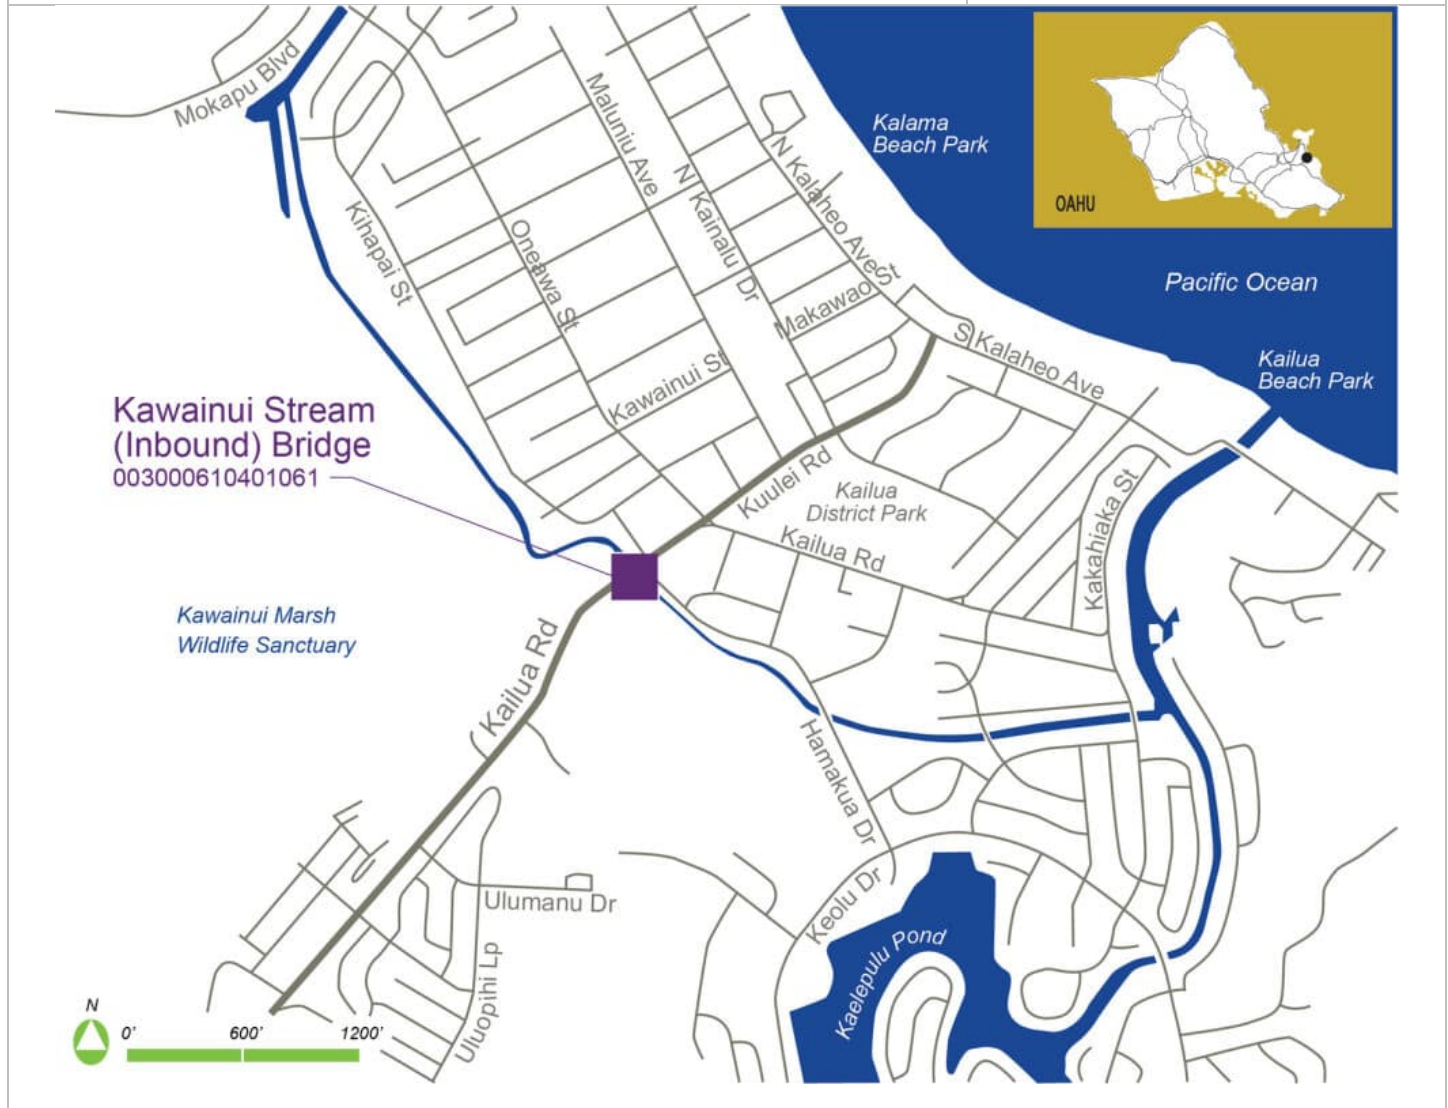 Mokapu Blvd
Maluniu Ave
N Kalaheo Ave
N Kainalu Dr
Kihapai St
Oneawa St
Kalama
Beach Park
OAHU
Pacific Ocean
Makawao St
S Kalaheo Ave
Kailua
Beach Park
Kawainui St
Kawainui Stream
(Inbound) Bridge
003000610401061
Kuulei Rd
Kailua
District Park
Kailua Rd
Kakahiaka St
Kawainui Marsh
Wildlife Sanctuary
Kailua Rd
Hamakua Dr
Keolu Dr
Ulumanu Dr
Kaelepulu Pond
Uluopihi Lp
N
0’ 600’ 1200’